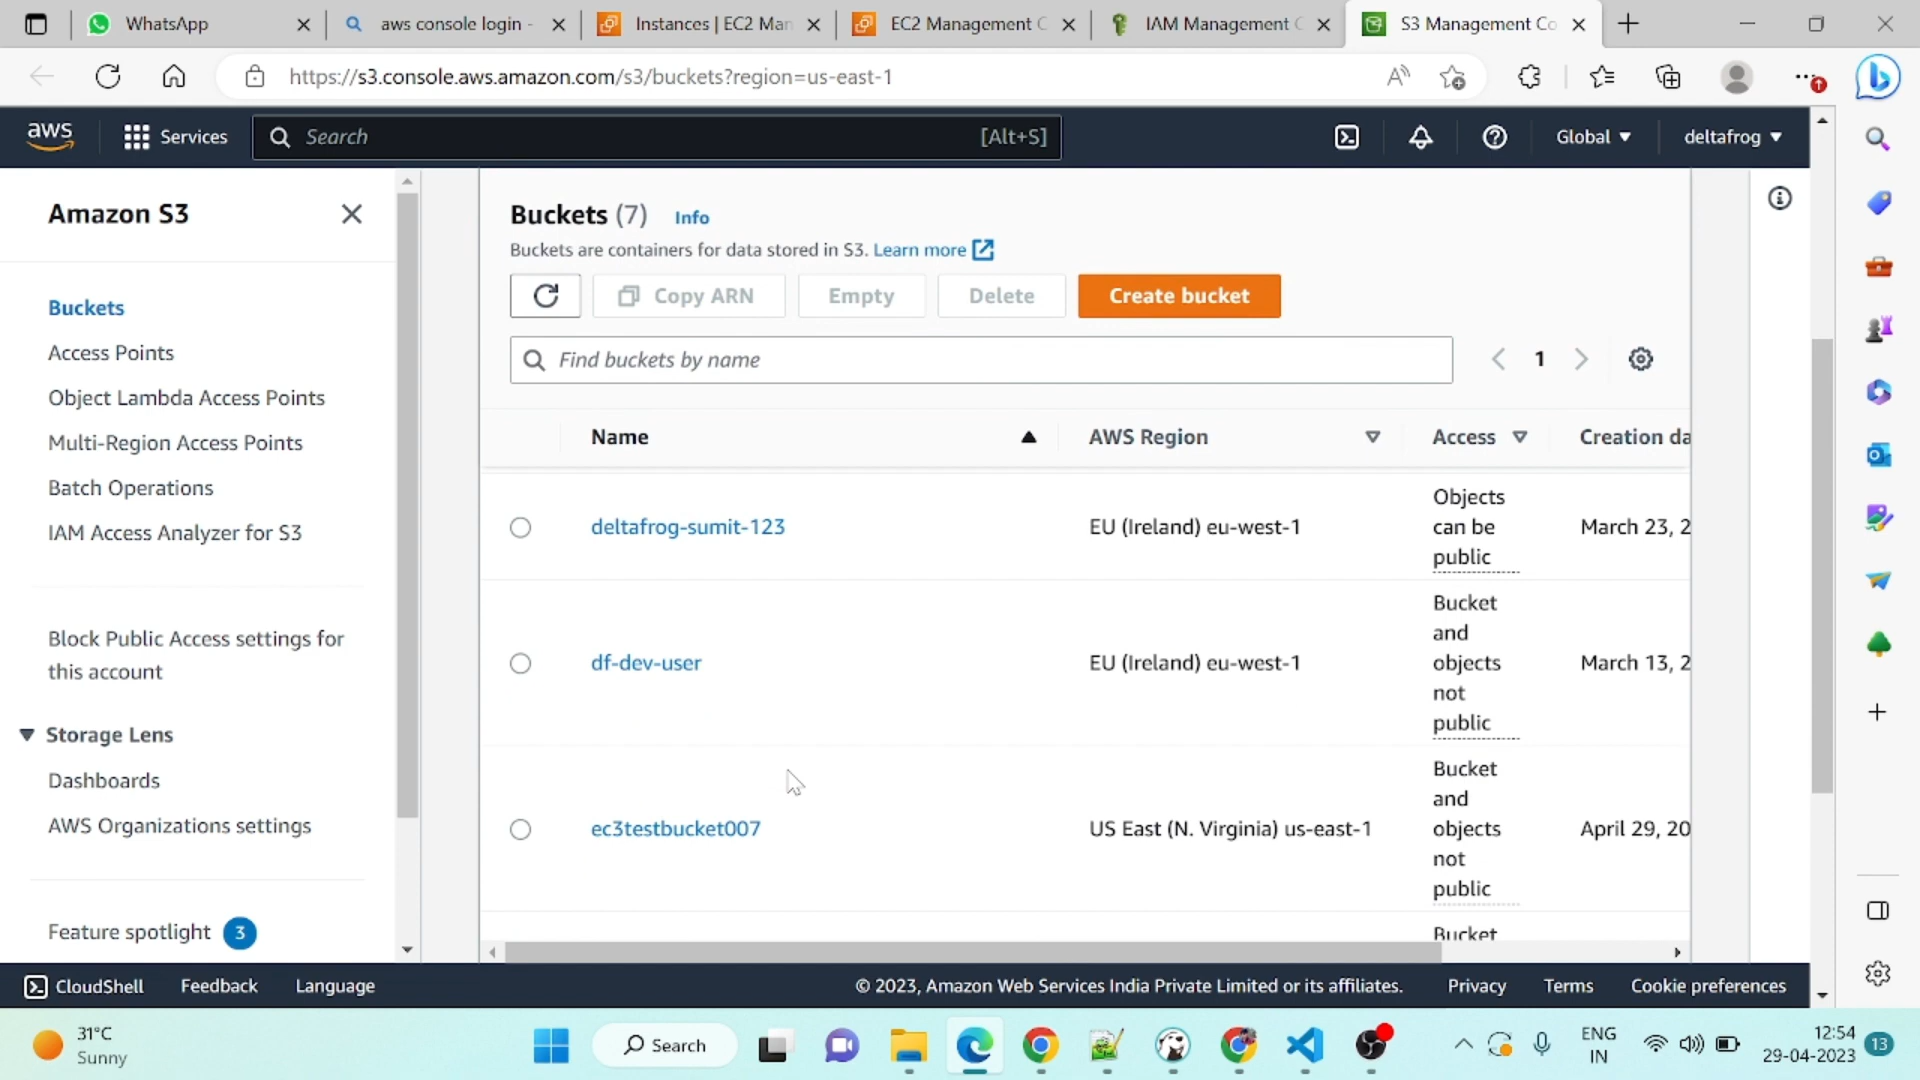 WhatsApp
aws console login -
Instances | EC2 Man
EC2 Management C
IAM Management C
S3 Management Co
https://s3.console.aws.amazon.com/s3/buckets?region=us-east-1
aws
Services
Search
[Alt+S]
Global
deltafrog
Amazon S3
Buckets
Access Points
Object Lambda Access Points
Multi-Region Access Points
Batch Operations
IAM Access Analyzer for S3
Block Public Access settings for
this account
Storage Lens
Dashboards
AWS Organizations settings
Feature spotlight 3
Buckets (7) Info
Buckets are containers for data stored in S3. Learn more
Copy ARN
Empty
Delete
Create bucket
Find buckets by name
1
Name
AWS Region
Access
Creation da
deltafrog-sumit-123
EU (Ireland) eu-west-1
Objects
can be
public
March 23, 2
df-dev-user
EU (Ireland) eu-west-1
Bucket
and
objects
not
public
March 13, 2
ec3testbucket007
US East (N. Virginia) us-east-1
Bucket
and
objects
not
public
April 29, 20
Bucket
CloudShell
Feedback
Language
© 2023, Amazon Web Services India Private Limited or its affiliates.
Privacy
Terms
Cookie preferences
31°C
Sunny
Search
ENG
IN
12:54
29-04-2023
13